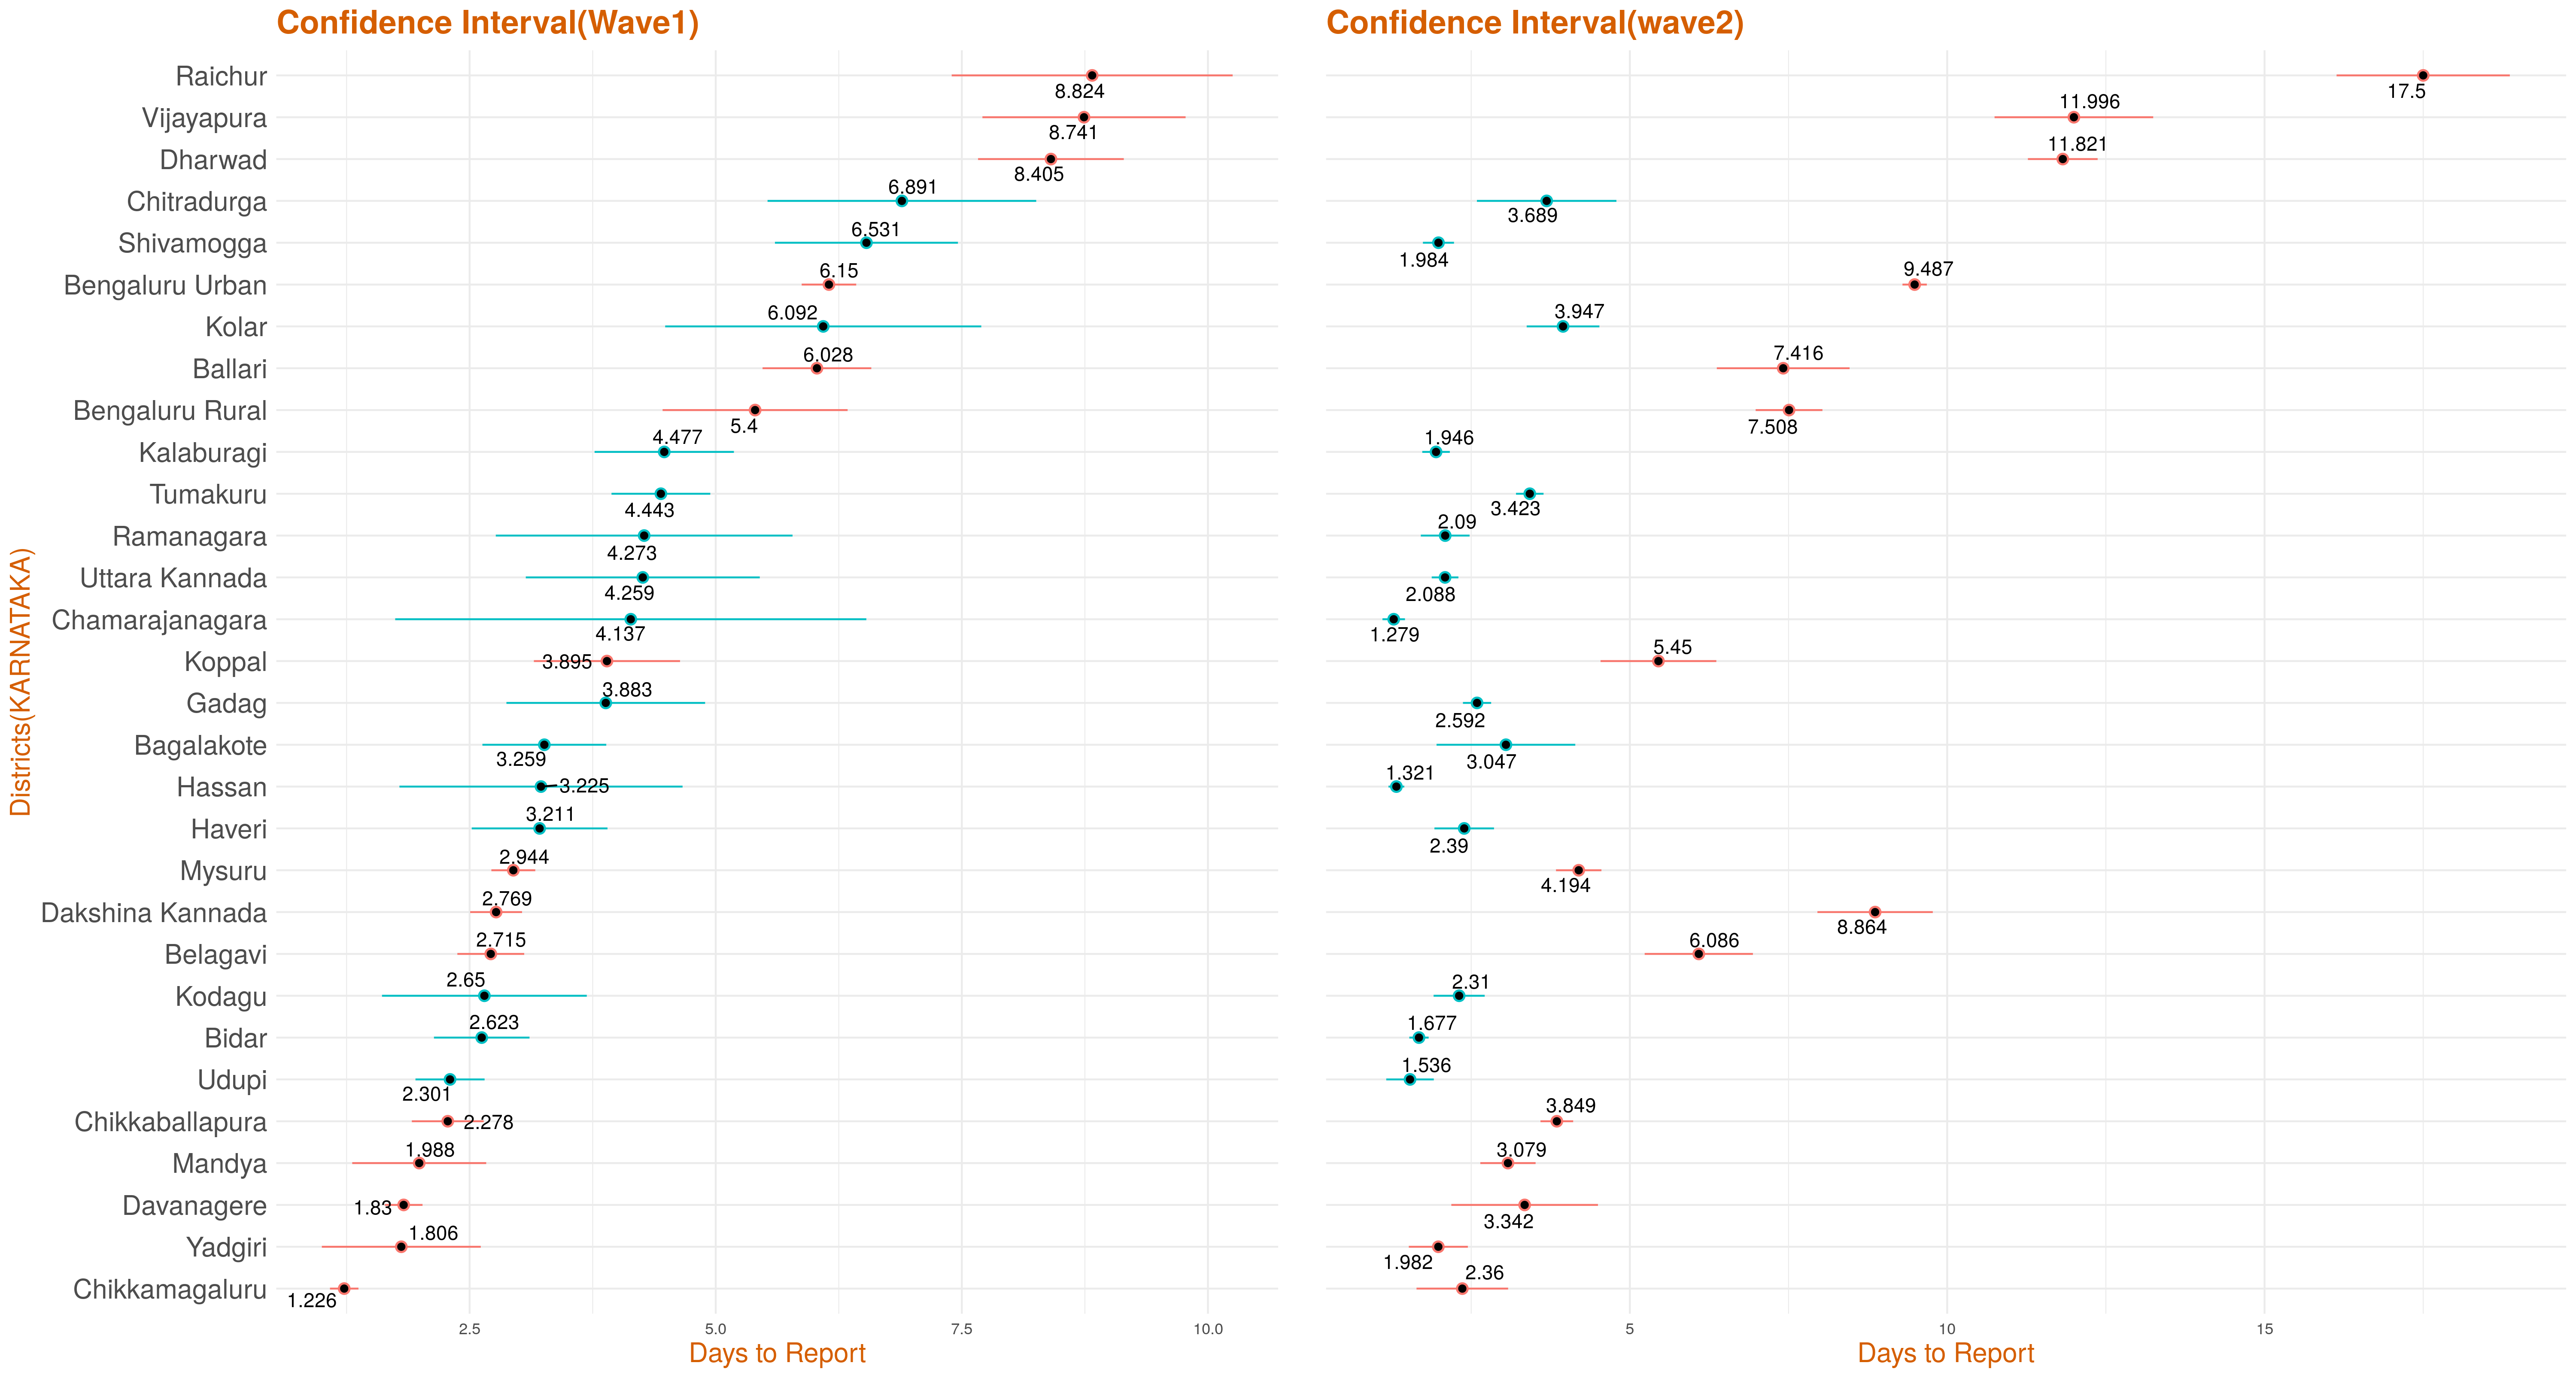 Confidence Interval(Wave1)
Confidence Interval(wave2)
Districts(KARNATAKA)
Raichur 8.824 17.5
Vijayapura 8.741 11.996
Dharwad 8.405 11.821
Chitradurga 6.891 3.689
Shivamogga 6.531 1.984
Bengaluru Urban 6.15 9.487
Kolar 6.092 3.947
Ballari 6.028 7.416
Bengaluru Rural 5.4 7.508
Kalaburagi 4.477 1.946
Tumakuru 4.443 3.423
Ramanagara 4.273 2.09
Uttara Kannada 4.259 2.088
Chamarajanagara 4.137 1.279
Koppal 3.895 5.45
Gadag 3.883 2.592
Bagalakote 3.259 3.047
Hassan 3.225 1.321
Haveri 3.211 2.39
Mysuru 2.944 4.194
Dakshina Kannada 2.769 8.864
Belagavi 2.715 6.086
Kodagu 2.65 2.31
Bidar 2.623 1.677
Udupi 2.301 1.536
Chikkaballapura 2.278 3.849
Mandya 1.988 3.079
Davanagere 1.83 3.342
Yadgiri 1.806 1.982
Chikkamagaluru 1.226 2.36
2.5 5.0 7.5 10.0
5 10 15
Days to Report
Days to Report